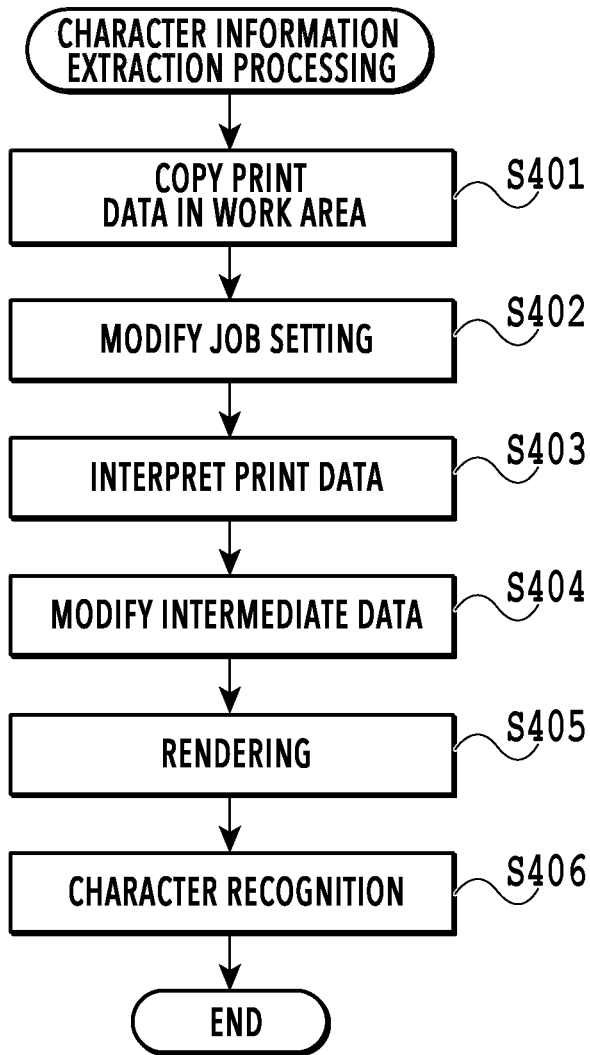 CHARACTER INFORMATION
EXTRACTION PROCESSING
COPY PRINT
DATA IN WORK AREA
S401
MODIFY JOB SETTING
S402
INTERPRET PRINT DATA
S403
MODIFY INTERMEDIATE DATA
S404
RENDERING
S405
CHARACTER RECOGNITION
S406
END